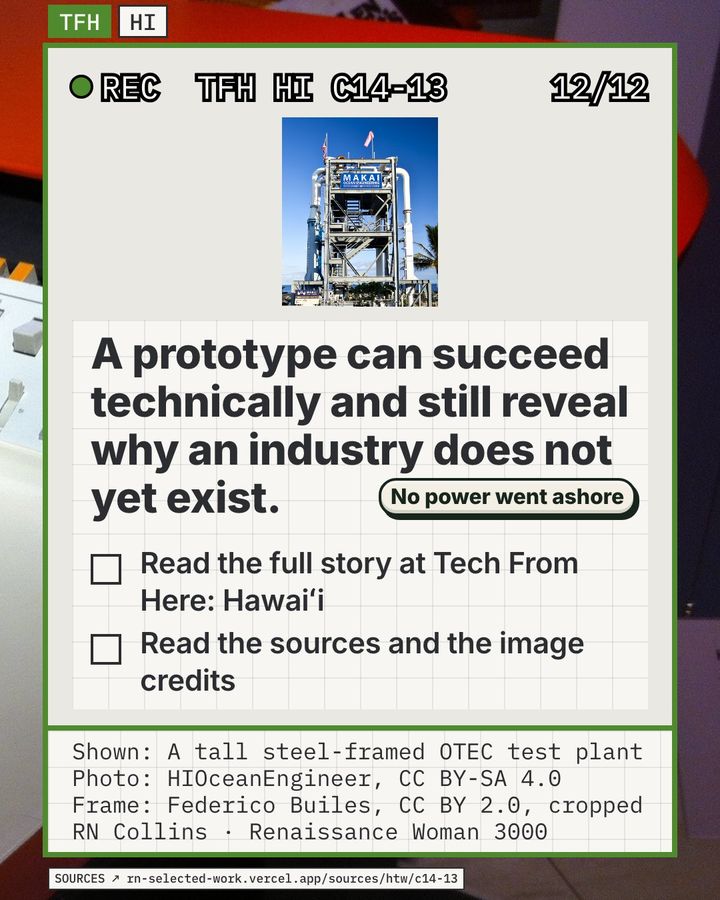 TFH HI
REC TFH HI C14-13 12/12
MAKAI
A prototype can succeed
technically and still reveal
why an industry does not
yet exist.
No power went ashore
Read the full story at Tech From
Here: Hawaiʻi
Read the sources and the image
credits
Shown: A tall steel-framed OTEC test plant
Photo: HIOceanEngineer, CC BY-SA 4.0
Frame: Federico Builes, CC BY 2.0, cropped
RN Collins · Renaissance Woman 3000
SOURCES ↗ rn-selected-work.vercel.app/sources/htw/c14-13